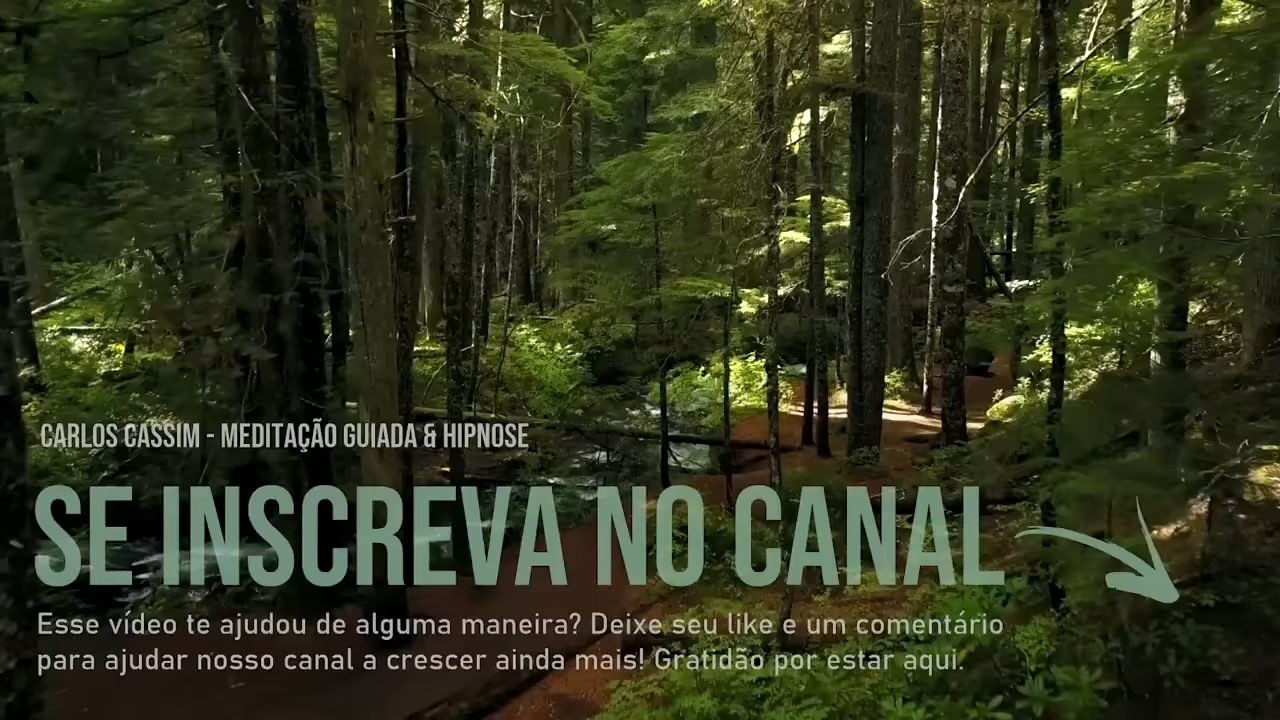 CARLOS CASSIM - MEDITAÇÃO GUIADA & HIPNOSE
SE INSCREVA NO CANAL
Esse vídeo te ajudou de alguma maneira? Deixe seu like e um comentário
para ajudar nosso canal a crescer ainda mais! Gratidão por estar aqui.